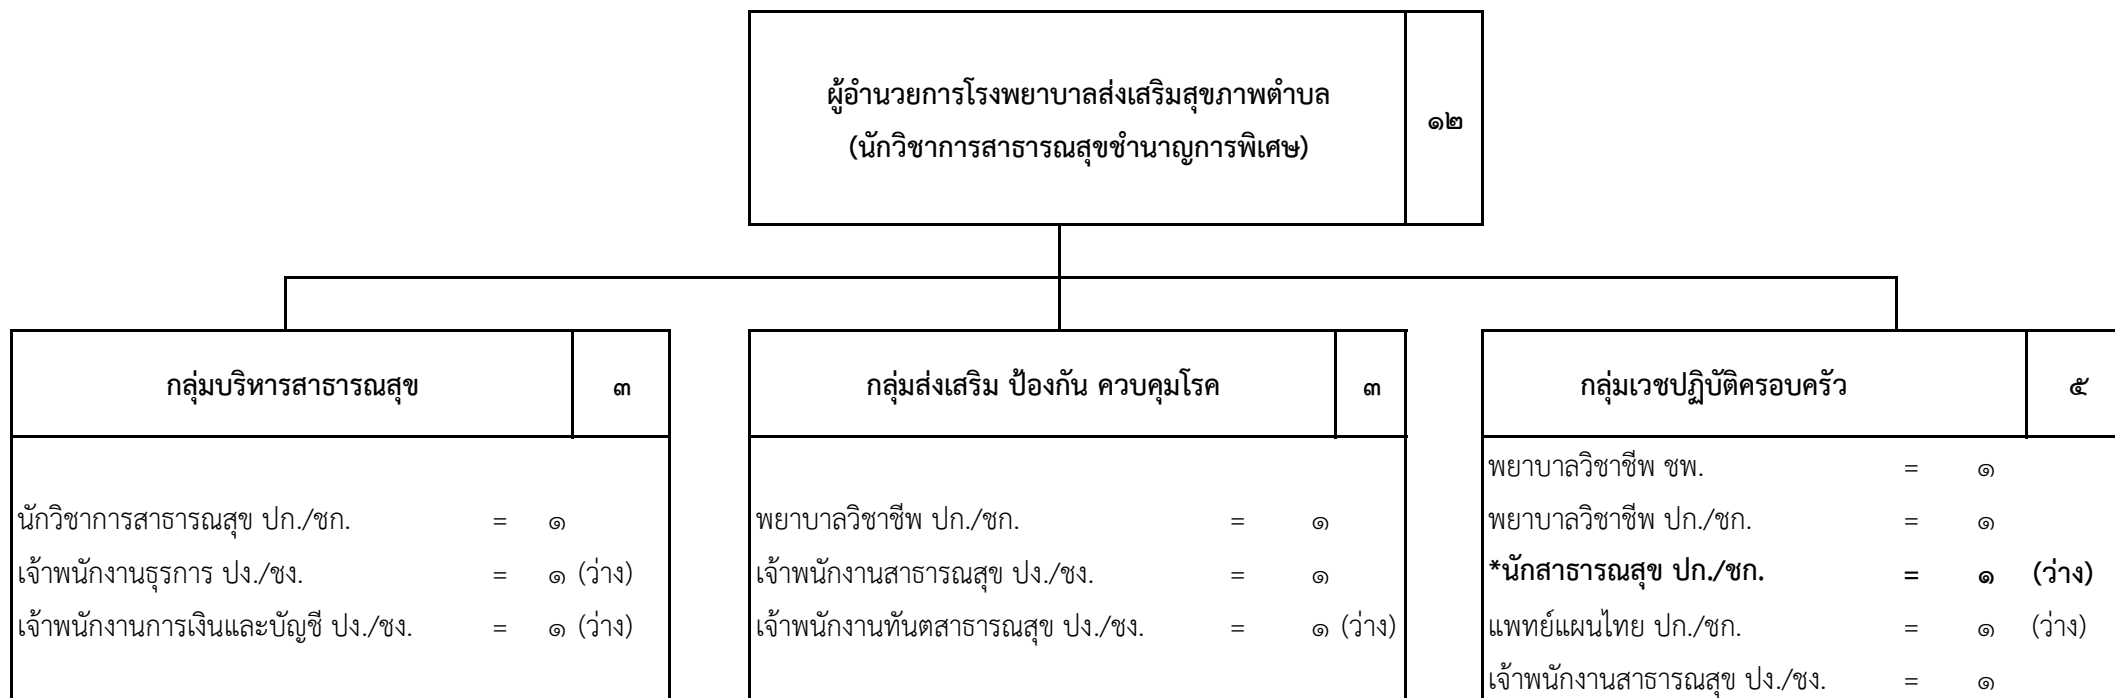 ผู้อำนวยการโรงพยาบาลส่งเสริมสุขภาพตำบล
(นักวิชาการสาธารณสุขชำนาญการพิเศษ)
๑๒
กลุ่มบริหารสาธารณสุข ๓
นักวิชาการสาธารณสุข ปก./ชก. = ๑
เจ้าพนักงานธุรการ ปง./ชง. = ๑ (ว่าง)
เจ้าพนักงานการเงินและบัญชี ปง./ชง. = ๑ (ว่าง)
กลุ่มส่งเสริม ป้องกัน ควบคุมโรค ๓
พยาบาลวิชาชีพ ปก./ชก. = ๑
เจ้าพนักงานสาธารณสุข ปง./ชง. = ๑
เจ้าพนักงานทันตสาธารณสุข ปง./ชง. = ๑ (ว่าง)
กลุ่มเวชปฏิบัติครอบครัว ๕
พยาบาลวิชาชีพ ชพ. = ๑
พยาบาลวิชาชีพ ปก./ชก. = ๑
*นักสาธารณสุข ปก./ชก. = ๑ (ว่าง)
แพทย์แผนไทย ปก./ชก. = ๑ (ว่าง)
เจ้าพนักงานสาธารณสุข ปง./ชง. = ๑